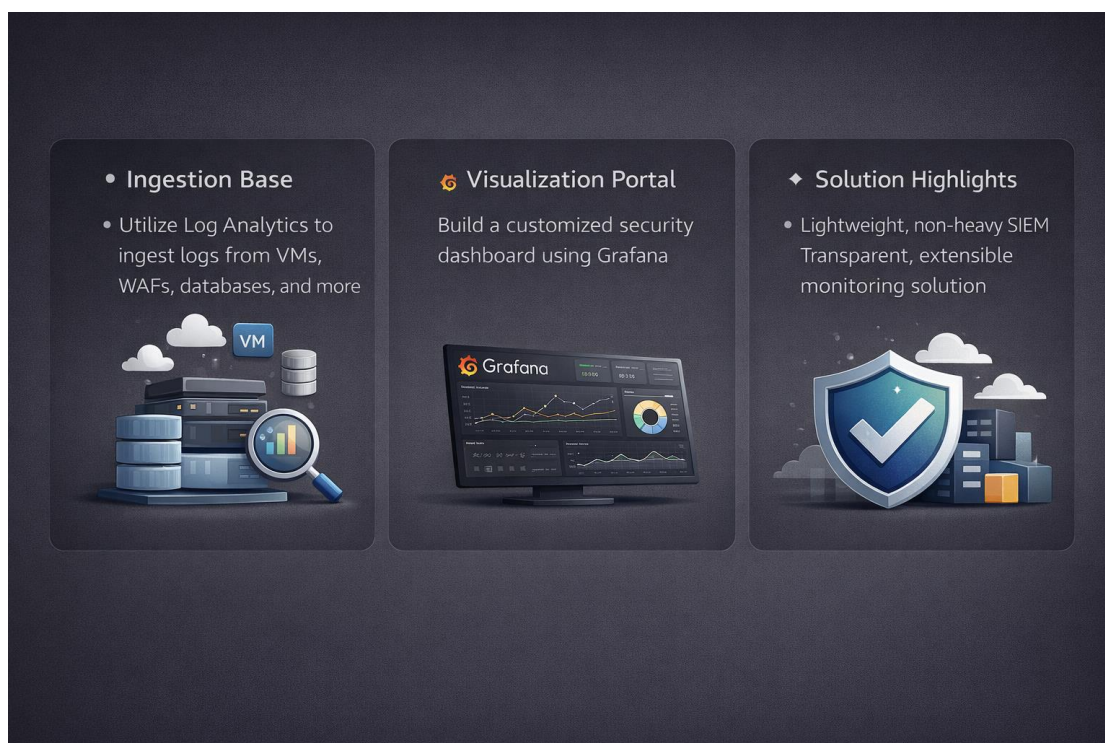 • Ingestion Base
• Utilize Log Analytics to
ingest logs from VMs,
WAFs, databases, and more
VM
Visualization Portal
Build a customized security
dashboard using Grafana
Grafana
✦ Solution Highlights
• Lightweight, non-heavy SIEM
Transparent, extensible
monitoring solution